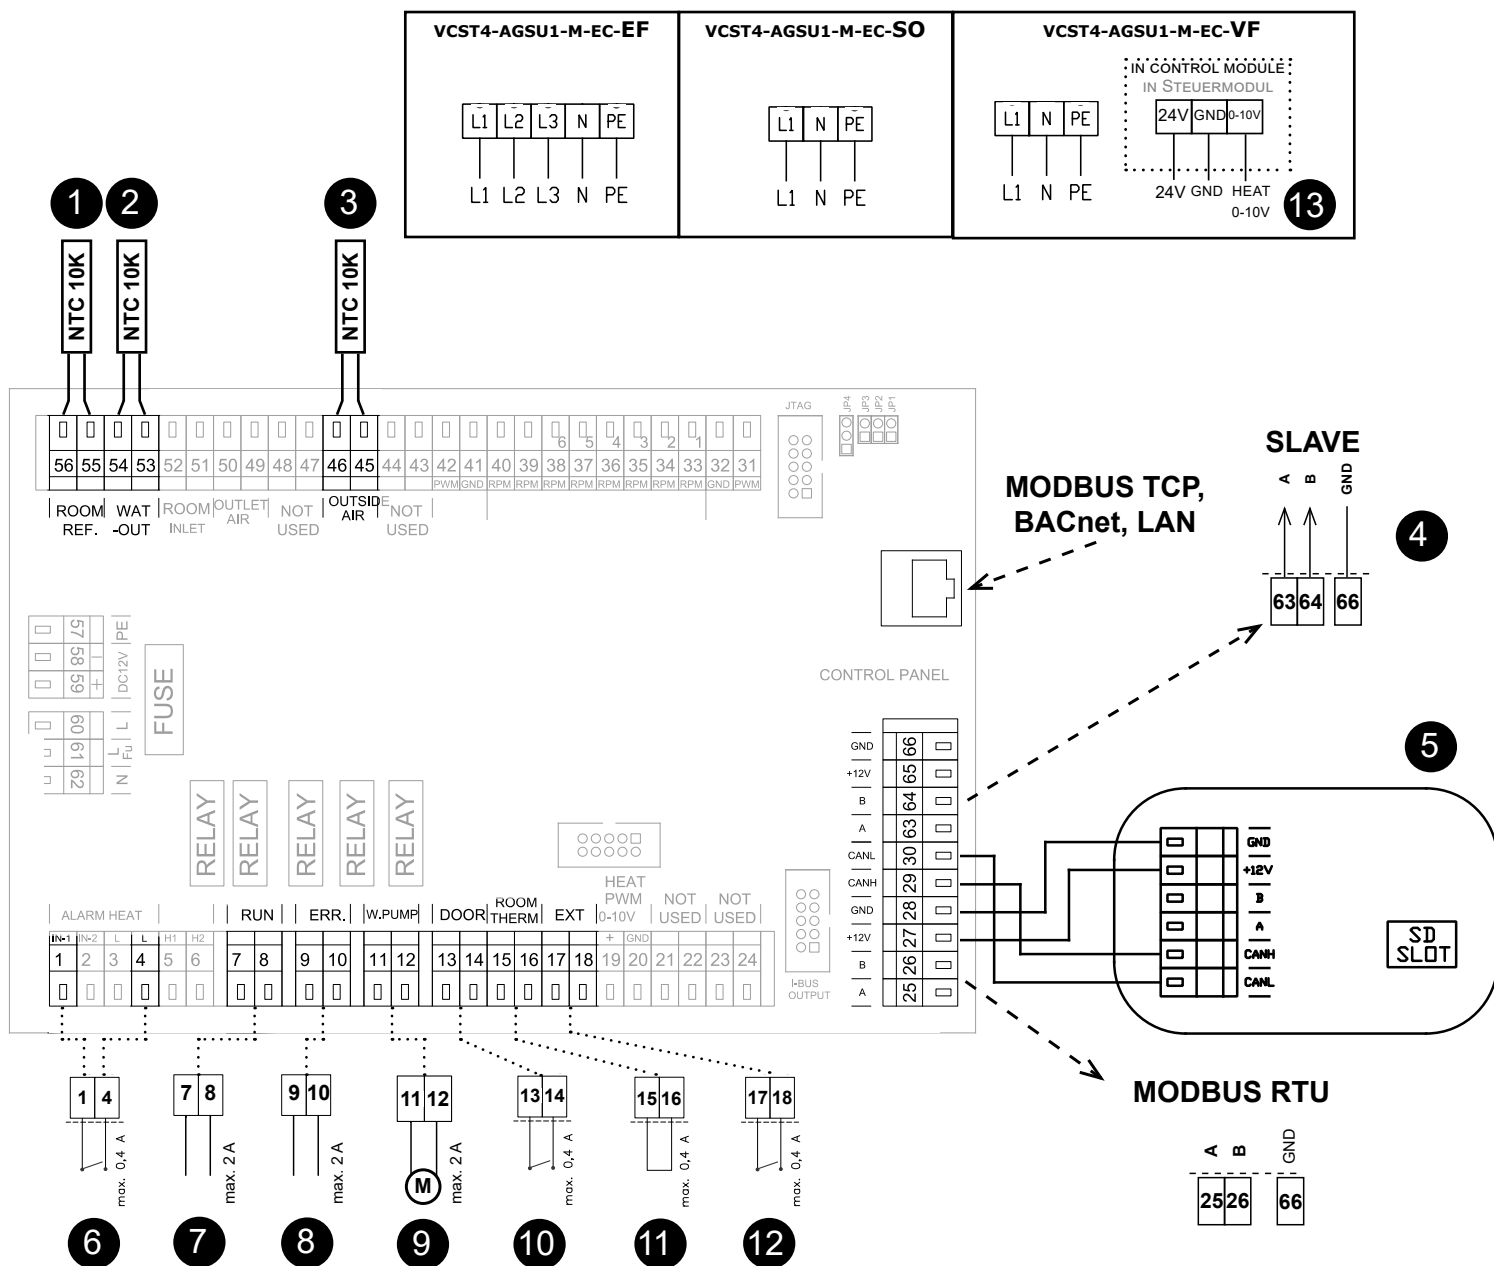 VCST4-AGSU1-M-EC-EF
VCST4-AGSU1-M-EC-SO
VCST4-AGSU1-M-EC-VF
IN CONTROL MODULE
IN STEUERMODUL
L1 L2 L3 N PE
L1 N PE
L1 N PE
24V GND 0-10V
L1 L2 L3 N PE
L1 N PE
L1 N PE
24V GND HEAT
0-10V
13
1 2 3
NTC 10K
NTC 10K
NTC 10K
JTAG
JP4 JP3 JP2 JP1
6 5 4 3 2 1
56 55 54 53 52 51 50 49 48 47 46 45 44 43 42 41 40 39 38 37 36 35 34 33 32 31
PWM GND RPM RPM RPM RPM RPM RPM RPM RPM GND PWM
ROOM REF.
WAT -OUT
ROOM INLET
OUTLET AIR
NOT USED
OUTSIDE AIR
NOT USED
MODBUS TCP,
BACnet, LAN
SLAVE
A B GND
63 64 66
4
57 PE
58 –
59 +
DC12V
60 L
61 L Fu
62 N
FUSE
RELAY
RELAY
RELAY
RELAY
RELAY
CONTROL PANEL
GND 66
+12V 65
B 64
A 63
CANL 30
CANH 29
GND 28
+12V 27
B 26
A 25
5
GND
+12V
B
A
CANH
CANL
SD
SLOT
ALARM HEAT
RUN
ERR.
W.PUMP
DOOR
ROOM
THERM
EXT
HEAT
PWM
0-10V
NOT
USED
NOT
USED
IN-1 IN-2 L L H1 H2
+ GND
1 2 3 4 5 6 7 8 9 10 11 12 13 14 15 16 17 18 19 20 21 22 23 24
I-BUS
OUTPUT
1 4
max. 0,4 A
7 8
max. 2 A
9 10
max. 2 A
11 12
M
max. 2 A
13 14
max. 0,4 A
15 16
max. 0,4 A
17 18
max. 0,4 A
6 7 8 9 10 11 12
MODBUS RTU
A B GND
25 26 66